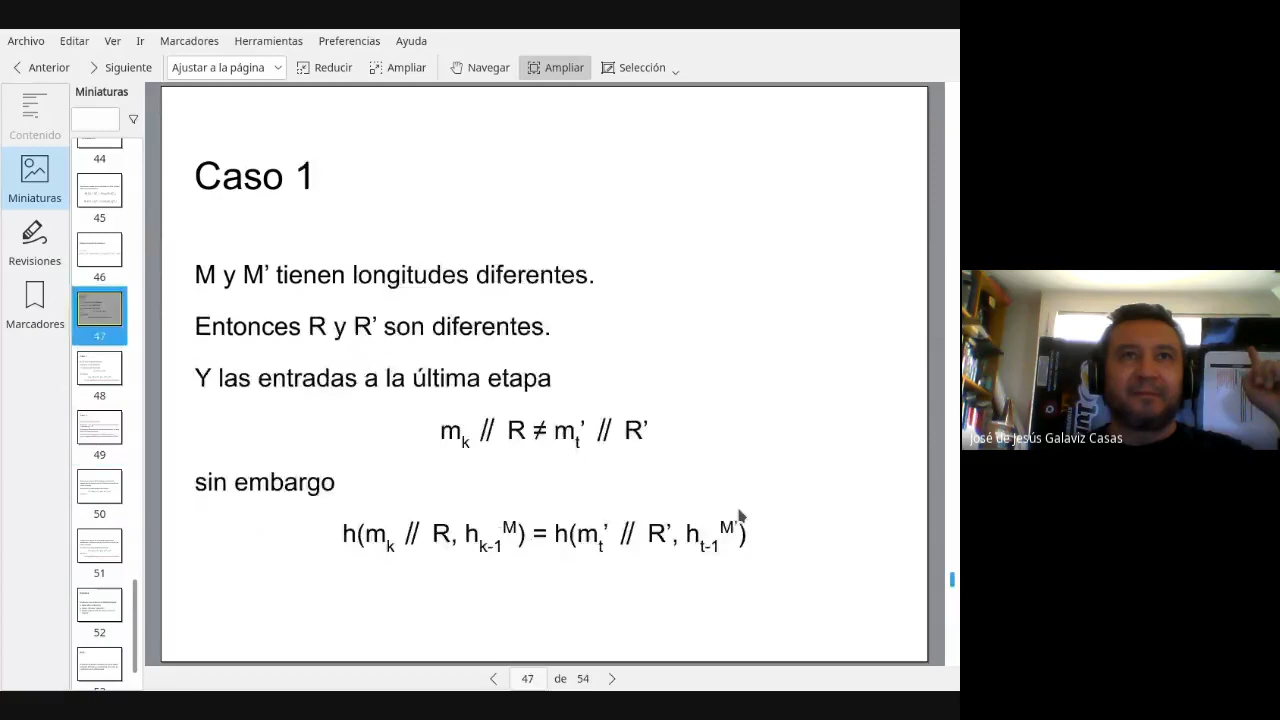 Archivo Editar Ver Ir Marcadores Herramientas Preferencias Ayuda
Anterior Siguiente Ajustar a la página Reducir Ampliar Navegar Ampliar Selección
Contenido
Miniaturas
Revisiones
Marcadores
Miniaturas
44
45
46
47
48
49
50
51
52
Caso 1
M y M’ tienen longitudes diferentes.
Entonces R y R’ son diferentes.
Y las entradas a la última etapa
mₖ // R ≠ mₜ’ // R’
sin embargo
h(mₖ // R, hₖ₋₁ᴹ) = h(mₜ’ // R’, hₜ₋₁ᴹ’)
47 de 54
José de Jesús Galaviz Casas